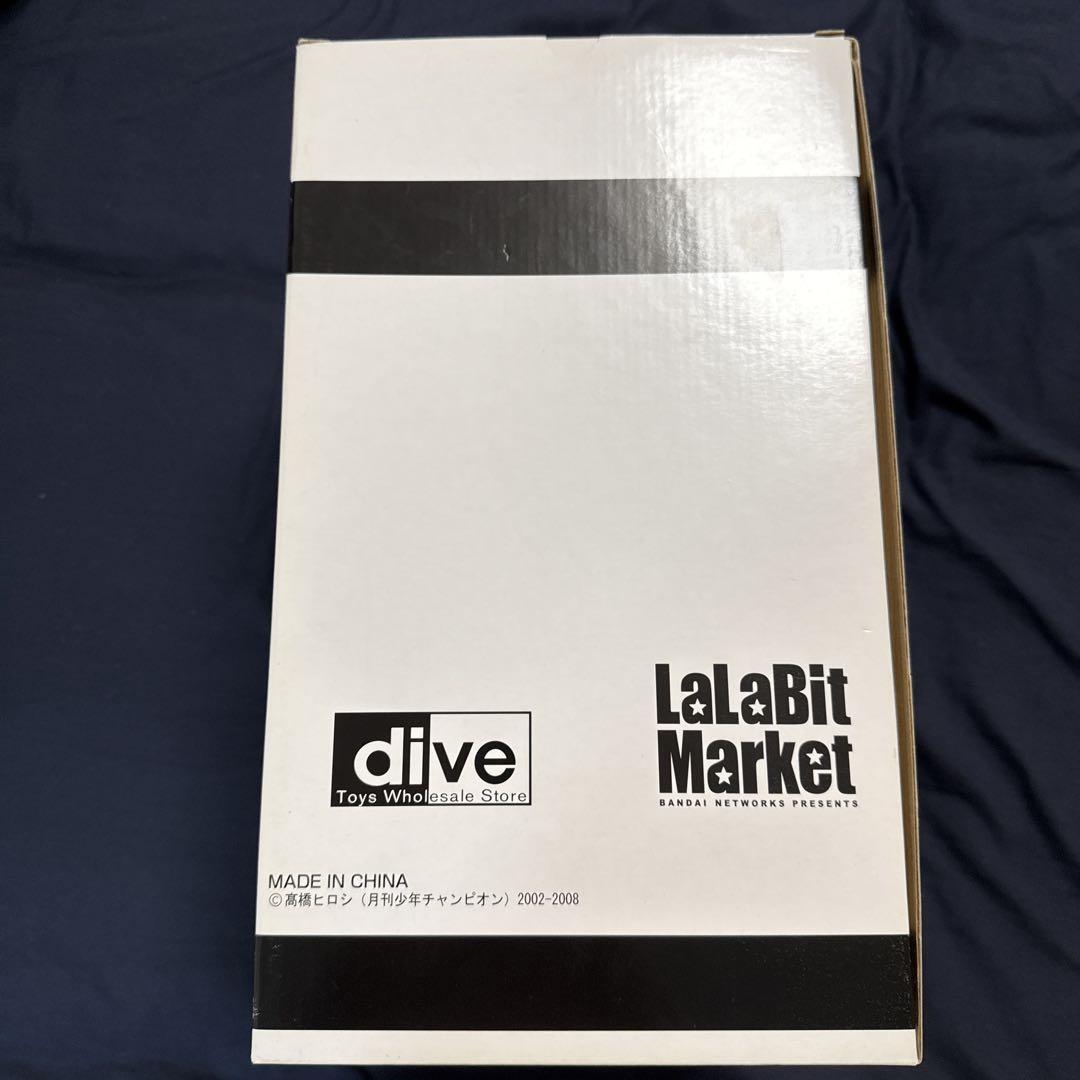 dive
Toys Wholesale Store
LaLaBit
Market
BANDAI NETWORKS PRESENTS
MADE IN CHINA
©髙橋ヒロシ（月刊少年チャンピオン）2002-2008